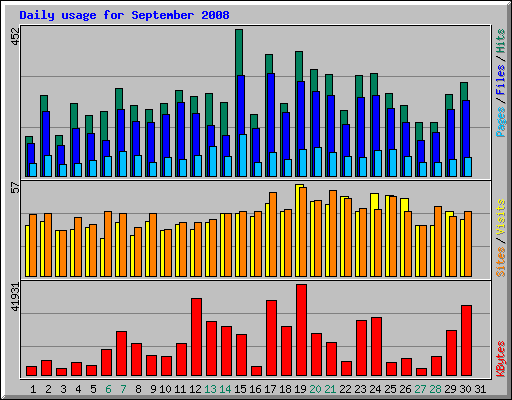 Daily usage for September 2008
452
Pages / Files / Hits
57
Sites / Visits
41931
KBytes
1 2 3 4 5 6 7 8 9 10 11 12 13 14 15 16 17 18 19 20 21 22 23 24 25 26 27 28 29 30 31